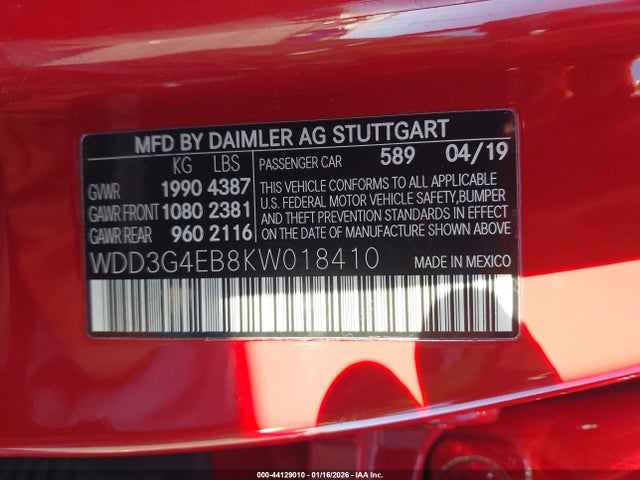 MFD BY DAIMLER AG STUTTGART
KG LBS
GVWR 1990 4387
GAWR FRONT 1080 2381
GAWR REAR 960 2116
PASSENGER CAR 589 04/19
THIS VEHICLE CONFORMS TO ALL APPLICABLE
U.S. FEDERAL MOTOR VEHICLE SAFETY, BUMPER
AND THEFT PREVENTION STANDARDS IN EFFECT
ON THE DATE OF MANUFACTURE SHOWN ABOVE
WDD3G4EB8KW018410 MADE IN MEXICO
000-44129010 - 01/16/2026 - IAA Inc.